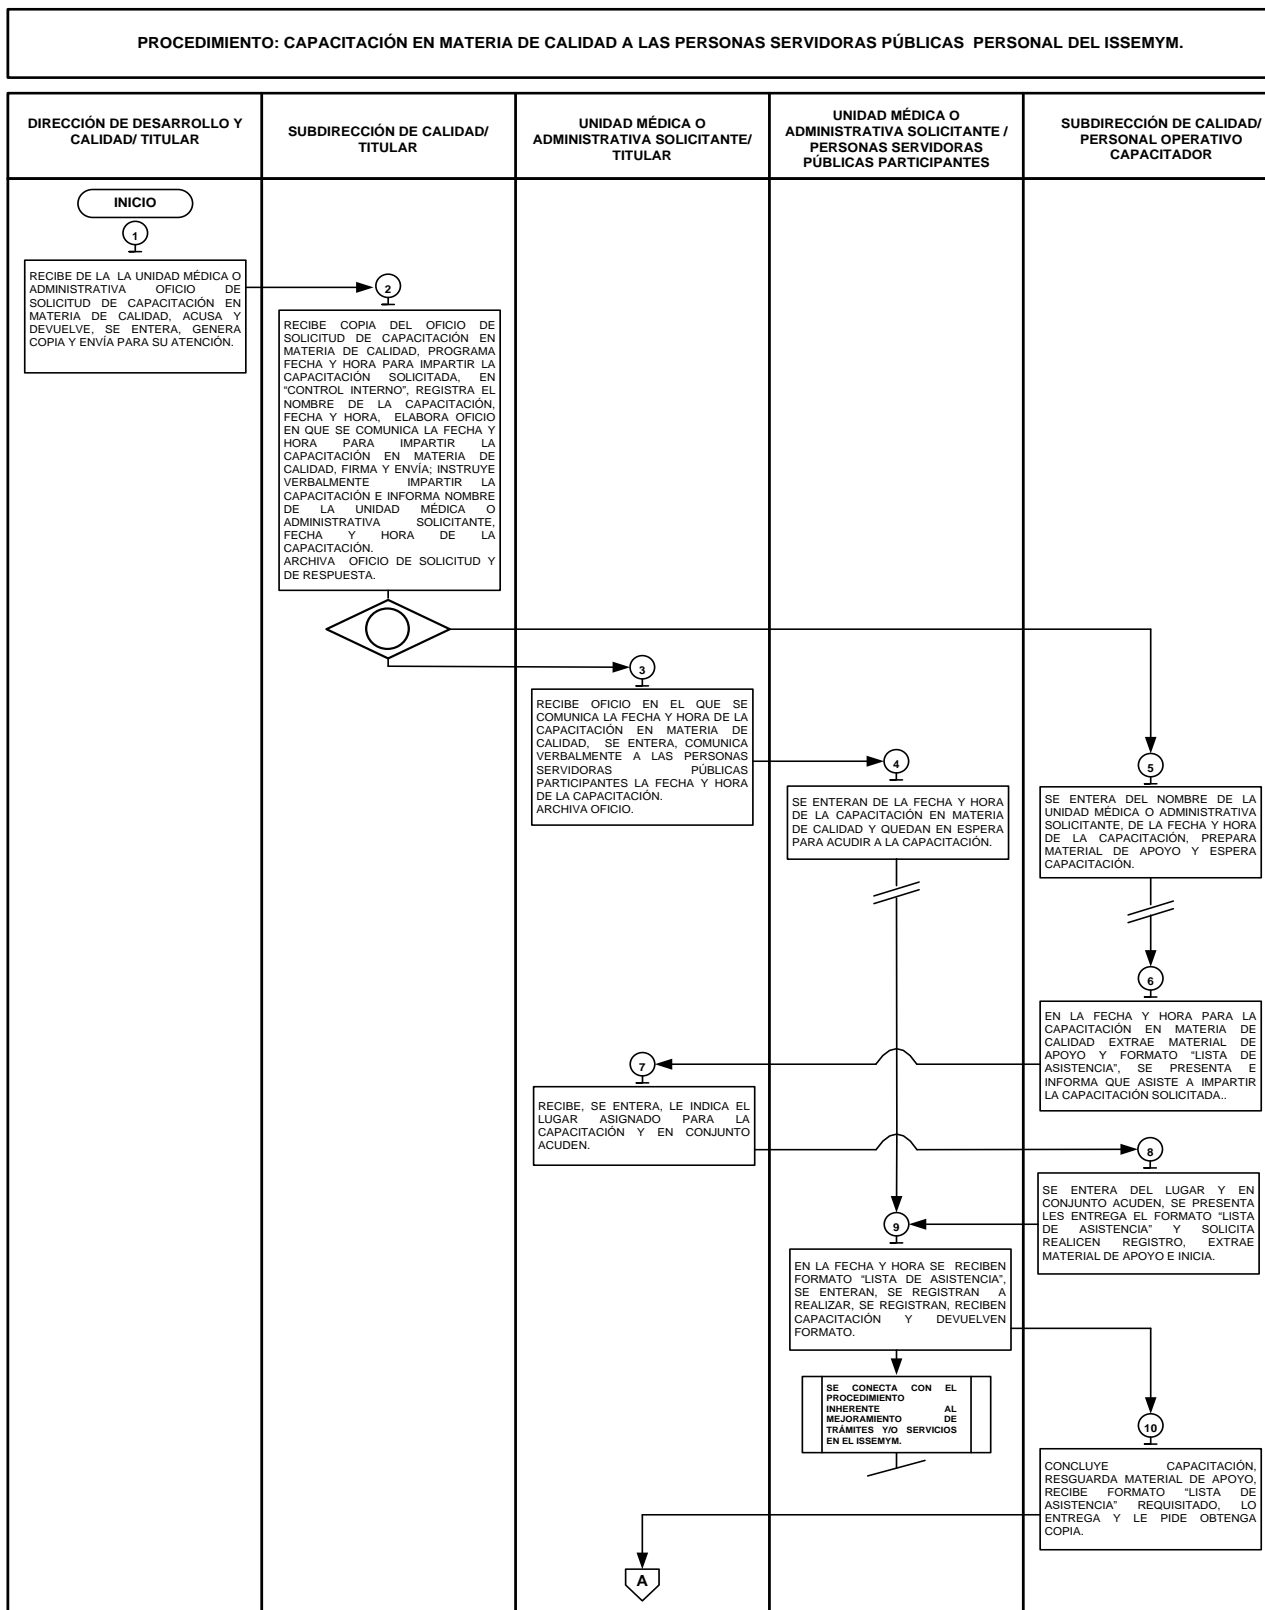 PROCEDIMIENTO: CAPACITACIÓN EN MATERIA DE CALIDAD A LAS PERSONAS SERVIDORAS PÚBLICAS PERSONAL DEL ISSEMYM.
DIRECCIÓN DE DESARROLLO Y
CALIDAD/ TITULAR
SUBDIRECCIÓN DE CALIDAD/
TITULAR
UNIDAD MÉDICA O
ADMINISTRATIVA SOLICITANTE/
TITULAR
UNIDAD MÉDICA O
ADMINISTRATIVA SOLICITANTE /
PERSONAS SERVIDORAS
PÚBLICAS PARTICIPANTES
SUBDIRECCIÓN DE CALIDAD/
PERSONAL OPERATIVO
CAPACITADOR
INICIO
1
RECIBE DE LA LA UNIDAD MÉDICA O
ADMINISTRATIVA OFICIO DE
SOLICITUD DE CAPACITACIÓN EN
MATERIA DE CALIDAD, ACUSA Y
DEVUELVE, SE ENTERA, GENERA
COPIA Y ENVÍA PARA SU ATENCIÓN.
2
RECIBE COPIA DEL OFICIO DE
SOLICITUD DE CAPACITACIÓN EN
MATERIA DE CALIDAD, PROGRAMA
FECHA Y HORA PARA IMPARTIR LA
CAPACITACIÓN SOLICITADA, EN
“CONTROL INTERNO”, REGISTRA EL
NOMBRE DE LA CAPACITACIÓN,
FECHA Y HORA, ELABORA OFICIO
EN QUE SE COMUNICA LA FECHA Y
HORA PARA IMPARTIR LA
CAPACITACIÓN EN MATERIA DE
CALIDAD, FIRMA Y ENVÍA; INSTRUYE
VERBALMENTE IMPARTIR LA
CAPACITACIÓN E INFORMA NOMBRE
DE LA UNIDAD MÉDICA O
ADMINISTRATIVA SOLICITANTE,
FECHA Y HORA DE LA
CAPACITACIÓN.
ARCHIVA OFICIO DE SOLICITUD Y
DE RESPUESTA.
3
RECIBE OFICIO EN EL QUE SE
COMUNICA LA FECHA Y HORA DE LA
CAPACITACIÓN EN MATERIA DE
CALIDAD, SE ENTERA, COMUNICA
VERBALMENTE A LAS PERSONAS
SERVIDORAS PÚBLICAS
PARTICIPANTES LA FECHA Y HORA
DE LA CAPACITACIÓN.
ARCHIVA OFICIO.
4
SE ENTERAN DE LA FECHA Y HORA
DE LA CAPACITACIÓN EN MATERIA
DE CALIDAD Y QUEDAN EN ESPERA
PARA ACUDIR A LA CAPACITACIÓN.
5
SE ENTERA DEL NOMBRE DE LA
UNIDAD MÉDICA O ADMINISTRATIVA
SOLICITANTE, DE LA FECHA Y HORA
DE LA CAPACITACIÓN, PREPARA
MATERIAL DE APOYO Y ESPERA
CAPACITACIÓN.
6
EN LA FECHA Y HORA PARA LA
CAPACITACIÓN EN MATERIA DE
CALIDAD EXTRAE MATERIAL DE
APOYO Y FORMATO “LISTA DE
ASISTENCIA”, SE PRESENTA E
INFORMA QUE ASISTE A IMPARTIR
LA CAPACITACIÓN SOLICITADA..
7
RECIBE, SE ENTERA, LE INDICA EL
LUGAR ASIGNADO PARA LA
CAPACITACIÓN Y EN CONJUNTO
ACUDEN.
8
SE ENTERA DEL LUGAR Y EN
CONJUNTO ACUDEN, SE PRESENTA
LES ENTREGA EL FORMATO “LISTA
DE ASISTENCIA” Y SOLICITA
REALICEN REGISTRO, EXTRAE
MATERIAL DE APOYO E INICIA.
9
EN LA FECHA Y HORA SE RECIBEN
FORMATO “LISTA DE ASISTENCIA”,
SE ENTERAN, SE REGISTRAN A
REALIZAR, SE REGISTRAN, RECIBEN
CAPACITACIÓN Y DEVUELVEN
FORMATO.
SE CONECTA CON EL
PROCEDIMIENTO
INHERENTE AL
MEJORAMIENTO DE
TRÁMITES Y/O SERVICIOS
EN EL ISSEMYM.
10
CONCLUYE CAPACITACIÓN,
RESGUARDA MATERIAL DE APOYO,
RECIBE FORMATO “LISTA DE
ASISTENCIA” REQUISITADO, LO
ENTREGA Y LE PIDE OBTENGA
COPIA.
A